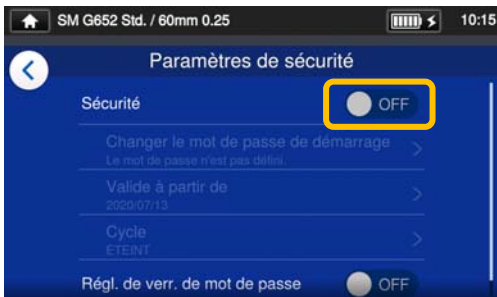 SM G652 Std. / 60mm 0.25 10:15
Paramètres de sécurité
Sécurité OFF
Changer le mot de passe de démarrage
Le mot de passe n'est pas défini.
Valide à partir de
2020/07/13
Cycle
ETEINT
Régl. de verr. de mot de passe OFF